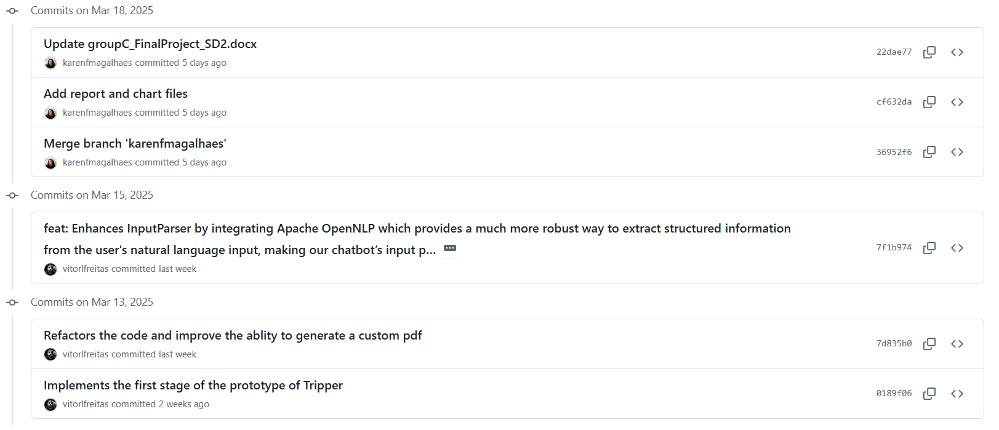 Commits on Mar 18, 2025
Update groupC_FinalProject_SD2.docx
karenfmagalhaes committed 5 days ago
22dae77
Add report and chart files
karenfmagalhaes committed 5 days ago
cf632da
Merge branch 'karenfmagalhaes'
karenfmagalhaes committed 5 days ago
36952f6
Commits on Mar 15, 2025
feat: Enhances InputParser by integrating Apache OpenNLP which provides a much more robust way to extract structured information
from the user's natural language input, making our chatbot’s input p...
vitorlfreitas committed last week
7f1b974
Commits on Mar 13, 2025
Refactors the code and improve the ablity to generate a custom pdf
vitorlfreitas committed last week
7d835b0
Implements the first stage of the prototype of Tripper
vitorlfreitas committed 2 weeks ago
0189f06